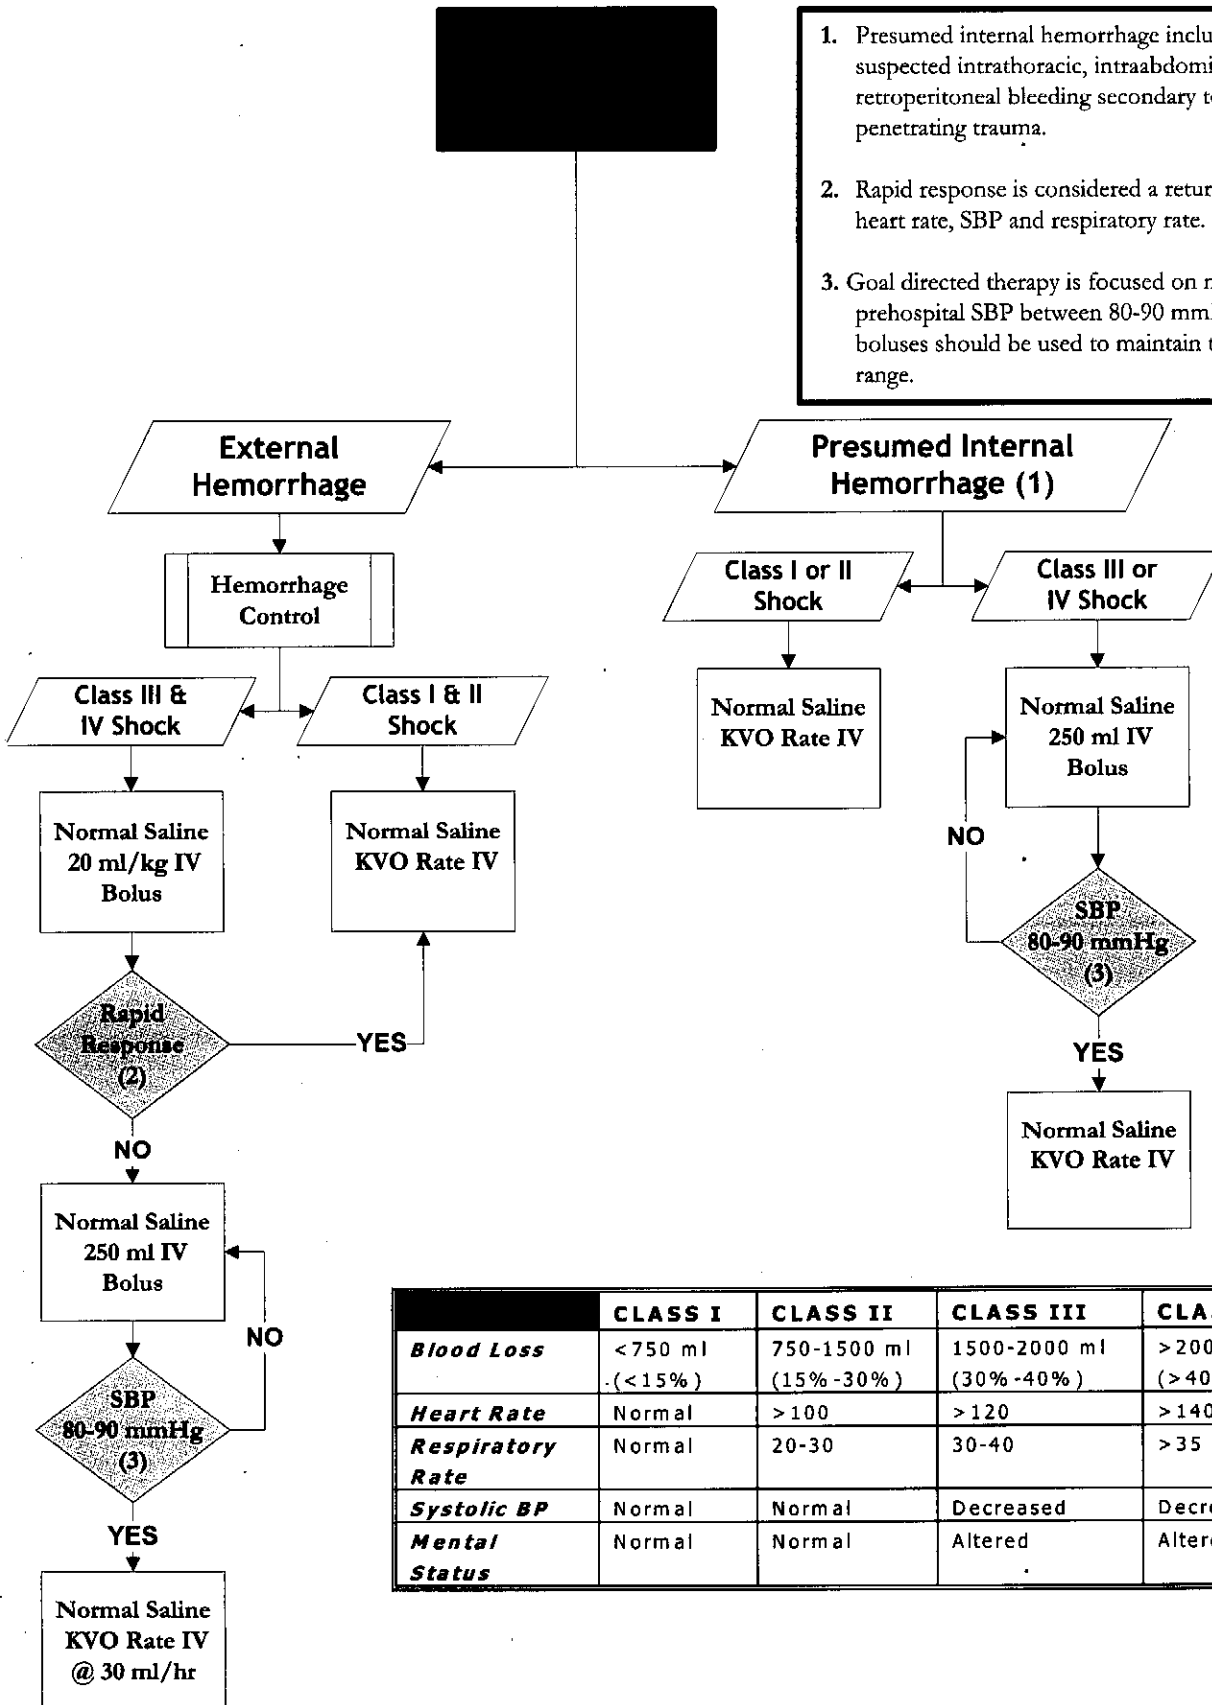 1. Presumed internal hemorrhage
suspected intrathoracic,
retroperitoneal bleeding secondary
penetrating trauma.
2. Rapid response is considered a
heart rate, SBP and respiratory rate.
3. Goal directed therapy is focused on
prehospital SBP between 80-90
boluses should be used to maintain
range.
External
Hemorrhage
Presumed Internal
Hemorrhage (1)
Hemorrhage
Control
Class I or II
Shock
Class III or
IV Shock
Class III &
IV Shock
Class I & II
Shock
Normal Saline
KVO Rate IV
Normal Saline
250 ml IV
Bolus
NO
SBP
80-90 mmHg
(3)
YES
Normal Saline
KVO Rate IV
Normal Saline
20 ml/kg IV
Bolus
Normal Saline
KVO Rate IV
Rapid
Response
(2)
YES
NO
Normal Saline
250 ml IV
Bolus
NO
SBP
80-90 mmHg
(3)
YES
Normal Saline
KVO Rate IV
@ 30 ml/hr
CLASS I CLASS II CLASS III
Blood Loss <750 ml 750-1500 ml 1500-2000 ml
(<15%) (15%-30%) (30%-40%)
Heart Rate Normal >100 >120 >140
Respiratory Normal 20-30 30-40 >35
Rate
Systolic BP Normal Normal Decreased
Mental Normal Normal Altered
Status